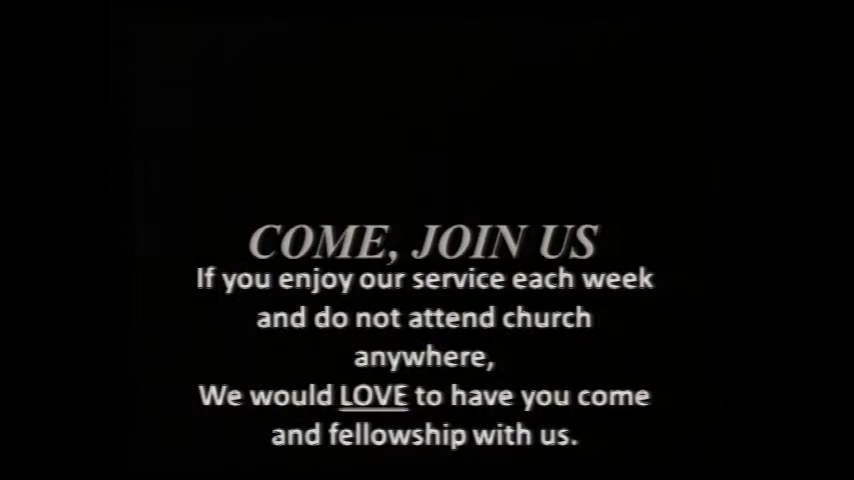 COME, JOIN US
If you enjoy our service each week
and do not attend church
anywhere,
We would LOVE to have you come
and fellowship with us.